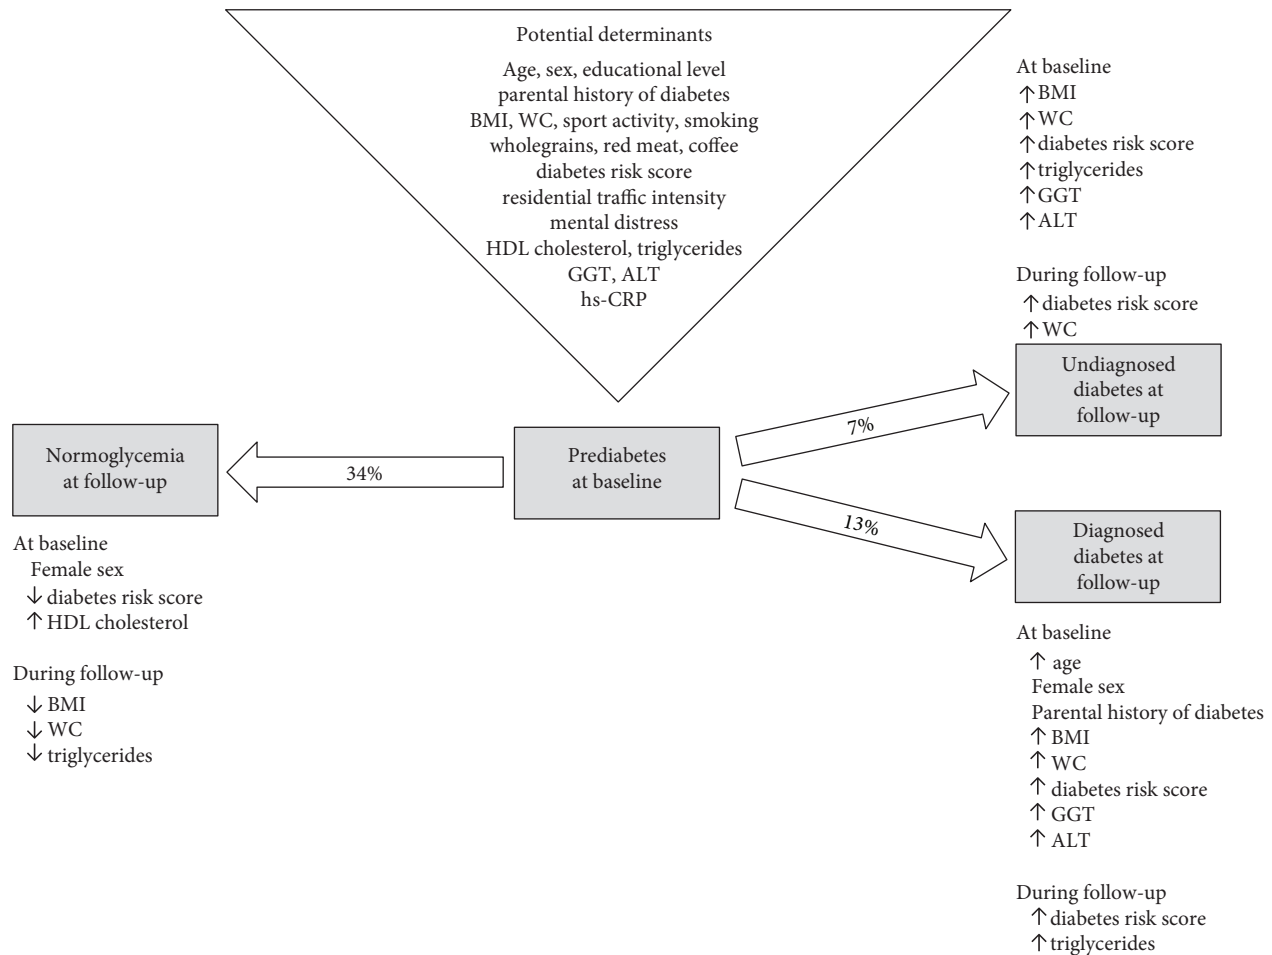 Potential determinants
Age, sex, educational level
parental history of diabetes
BMI, WC, sport activity, smoking
wholegrains, red meat, coffee
diabetes risk score
residential traffic intensity
mental distress
HDL cholesterol, triglycerides
GGT, ALT
hs-CRP
At baseline
↑ BMI
↑ WC
↑ diabetes risk score
↑ triglycerides
↑ GGT
↑ ALT
During follow-up
↑ diabetes risk score
↑ WC
Undiagnosed
diabetes at
follow-up
7%
Normoglycemia
at follow-up
34%
Prediabetes
at baseline
13%
Diagnosed
diabetes at
follow-up
At baseline
Female sex
↓ diabetes risk score
↑ HDL cholesterol
During follow-up
↓ BMI
↓ WC
↓ triglycerides
At baseline
↑ age
Female sex
Parental history of diabetes
↑ BMI
↑ WC
↑ diabetes risk score
↑ GGT
↑ ALT
During follow-up
↑ diabetes risk score
↑ triglycerides